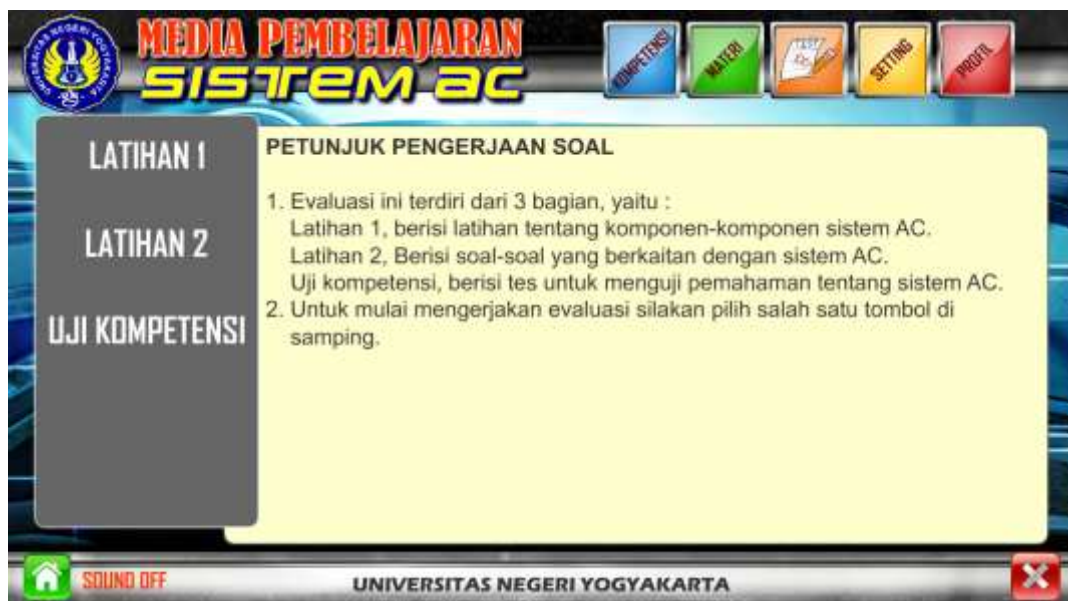 MEDIA PEMBELAJARAN
SISTEM AC
KOMPETENSI
MATERI
SETTING
PROFIL
LATIHAN 1
LATIHAN 2
UJI KOMPETENSI
PETUNJUK PENGERJAAN SOAL
1. Evaluasi ini terdiri dari 3 bagian, yaitu :
Latihan 1, berisi latihan tentang komponen-komponen sistem AC.
Latihan 2, Berisi soal-soal yang berkaitan dengan sistem AC.
Uji kompetensi, berisi tes untuk menguji pemahaman tentang sistem AC.
2. Untuk mulai mengerjakan evaluasi silakan pilih salah satu tombol di
samping.
SOUND OFF
UNIVERSITAS NEGERI YOGYAKARTA